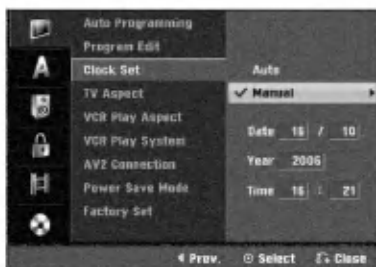 Auto Programming
Program Edit
A
Clock Set
Auto
TV Aspect
✓ Manual
VCR Play Aspect
VCR Play System
Date 16 / 10
AV2 Connection
Year 2006
Power Save Mode
Time 16 : 21
Factory Set
Prev. Select Close